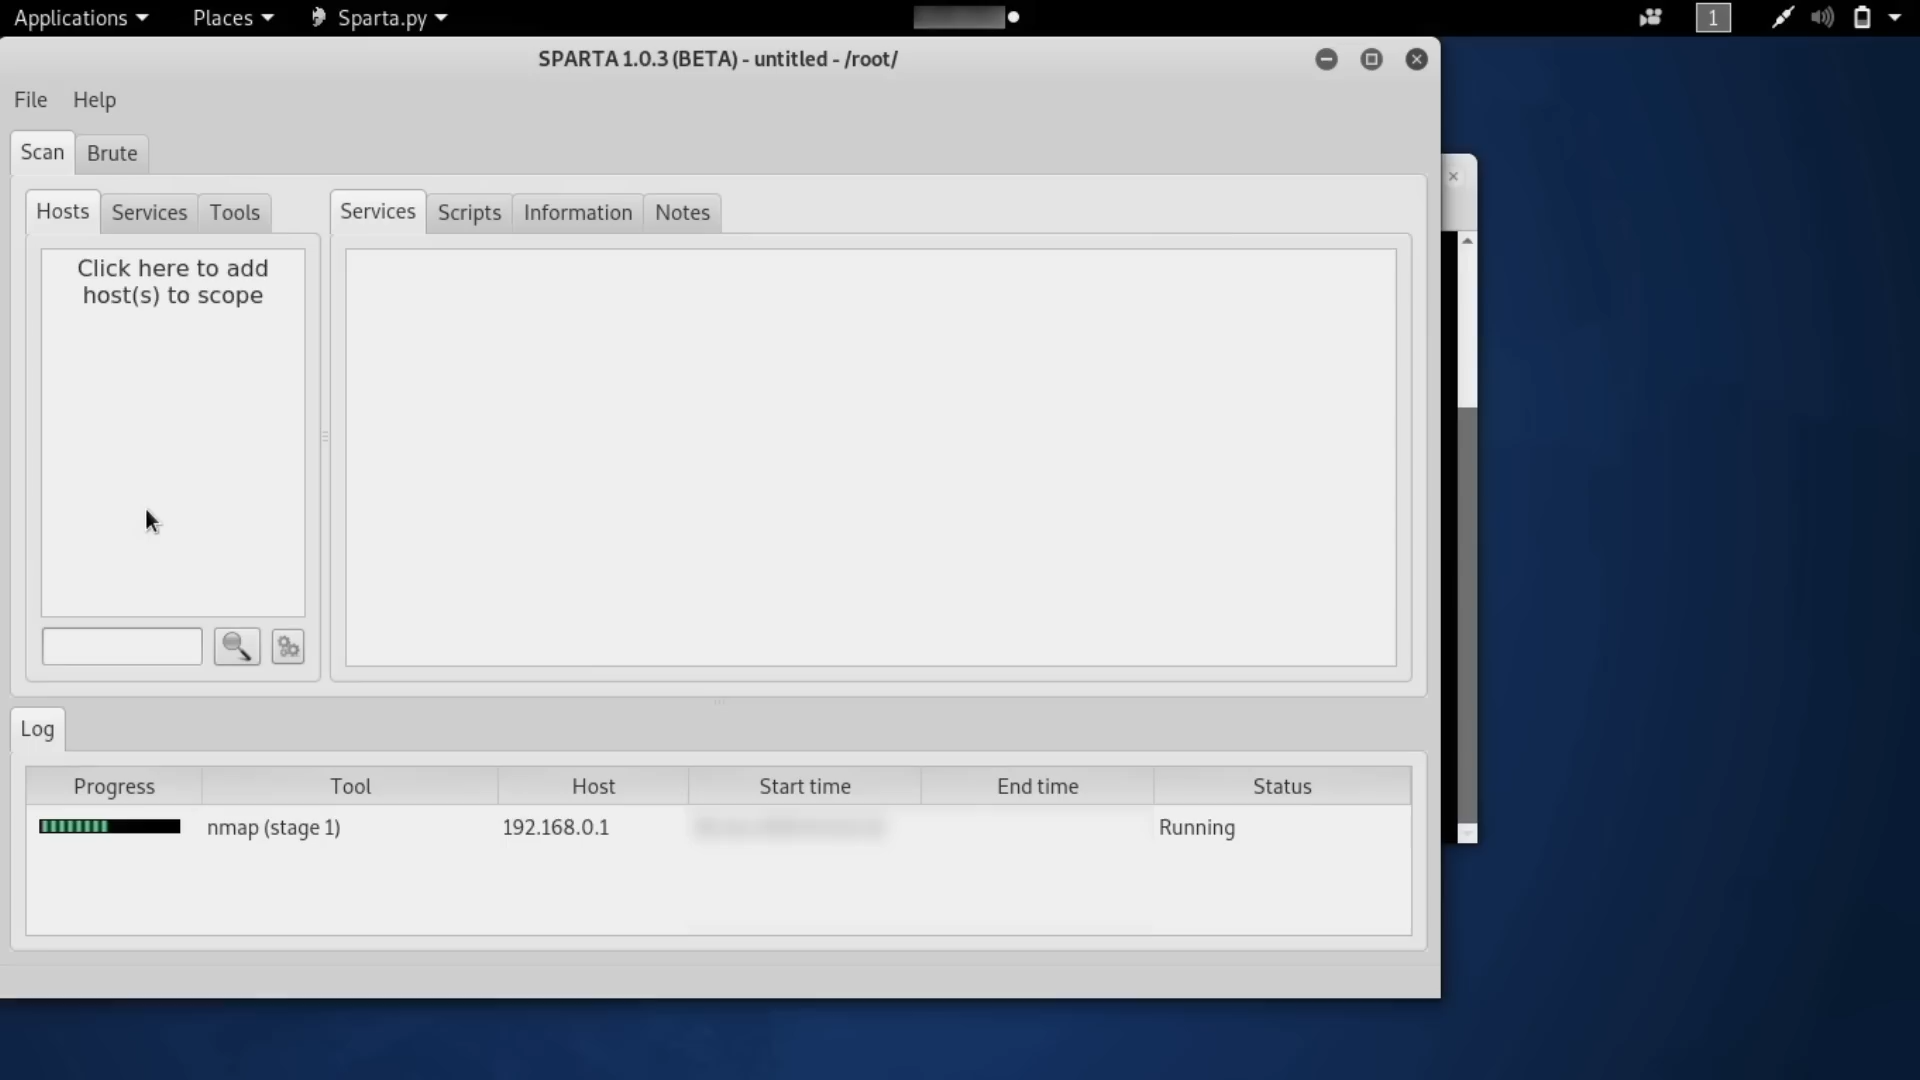 Applications Places Sparta.py 1
SPARTA 1.0.3 (BETA) - untitled - /root/
File Help
Scan Brute
Hosts Services Tools Services Scripts Information Notes
Click here to add
host(s) to scope
Log
Progress Tool Host Start time End time Status
nmap (stage 1) 192.168.0.1 Running